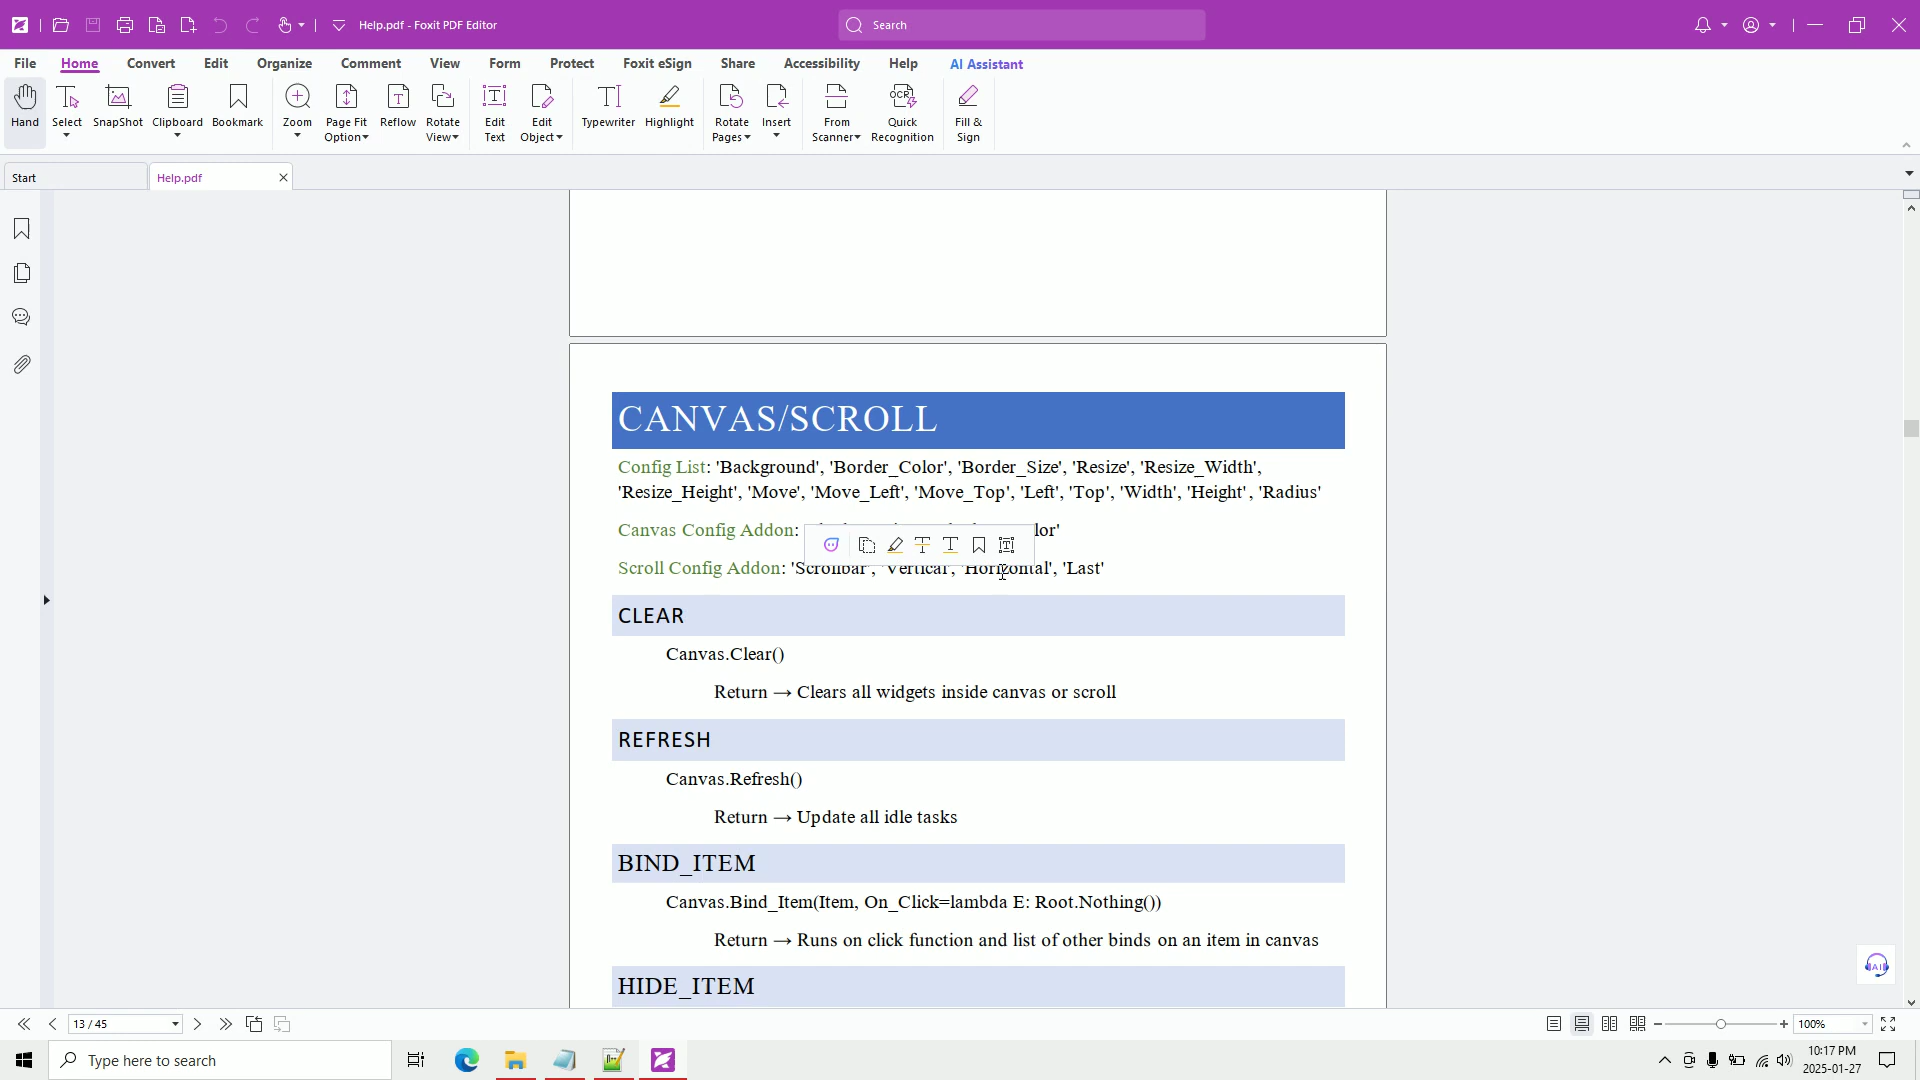 Help.pdf - Foxit PDF Editor
Search
File Home Convert Edit Organize Comment View Form Protect Foxit eSign Share Accessibility Help AI Assistant
Hand Select SnapShot Clipboard Bookmark Zoom Page Fit Option Reflow Rotate View Edit Text Edit Object Typewriter Highlight Rotate Pages Insert From Scanner Quick Recognition Fill & Sign
OCR
Start Help.pdf
CANVAS/SCROLL
Config List: 'Background', 'Border_Color', 'Border_Size', 'Resize', 'Resize_Width',
'Resize_Height', 'Move', 'Move_Left', 'Move_Top', 'Left', 'Top', 'Width', 'Height', 'Radius'
Canvas Config Addon: lor'
Scroll Config Addon: 'Scrollbar', 'Vertical', 'Horizontal', 'Last'
CLEAR
Canvas.Clear()
Return → Clears all widgets inside canvas or scroll
REFRESH
Canvas.Refresh()
Return → Update all idle tasks
BIND_ITEM
Canvas.Bind_Item(Item, On_Click=lambda E: Root.Nothing())
Return → Runs on click function and list of other binds on an item in canvas
HIDE_ITEM
AI
13 / 45
100%
Type here to search
10:17 PM
2025-01-27